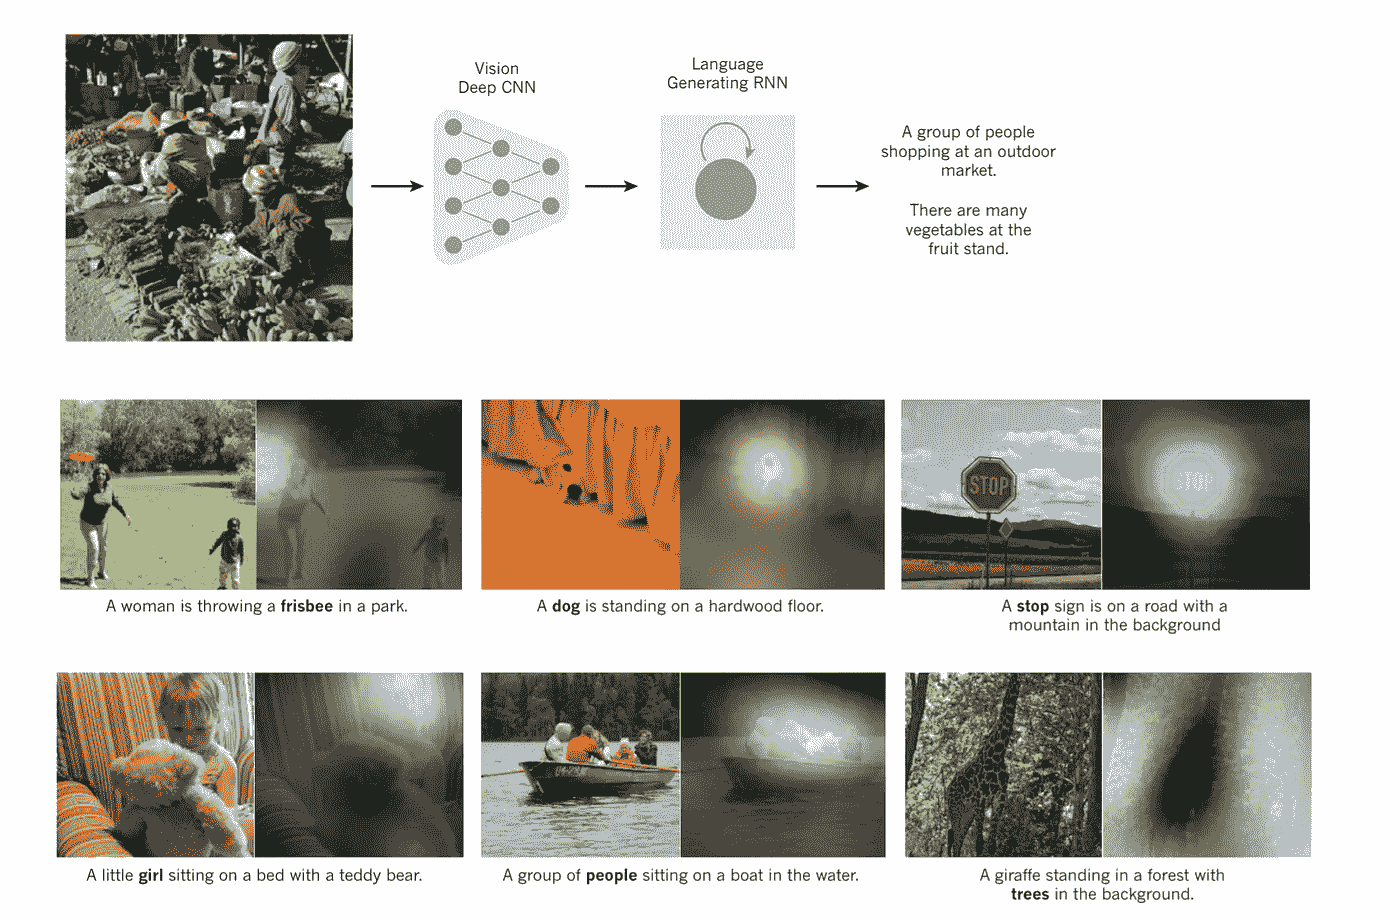 Vision
Deep CNN
Language
Generating RNN
A group of people
shopping at an outdoor
market.
There are many
vegetables at the
fruit stand.
STOP
STOP
A woman is throwing a frisbee in a park.
A dog is standing on a hardwood floor.
A stop sign is on a road with a
mountain in the background
A little girl sitting on a bed with a teddy bear.
A group of people sitting on a boat in the water.
A giraffe standing in a forest with
trees in the background.